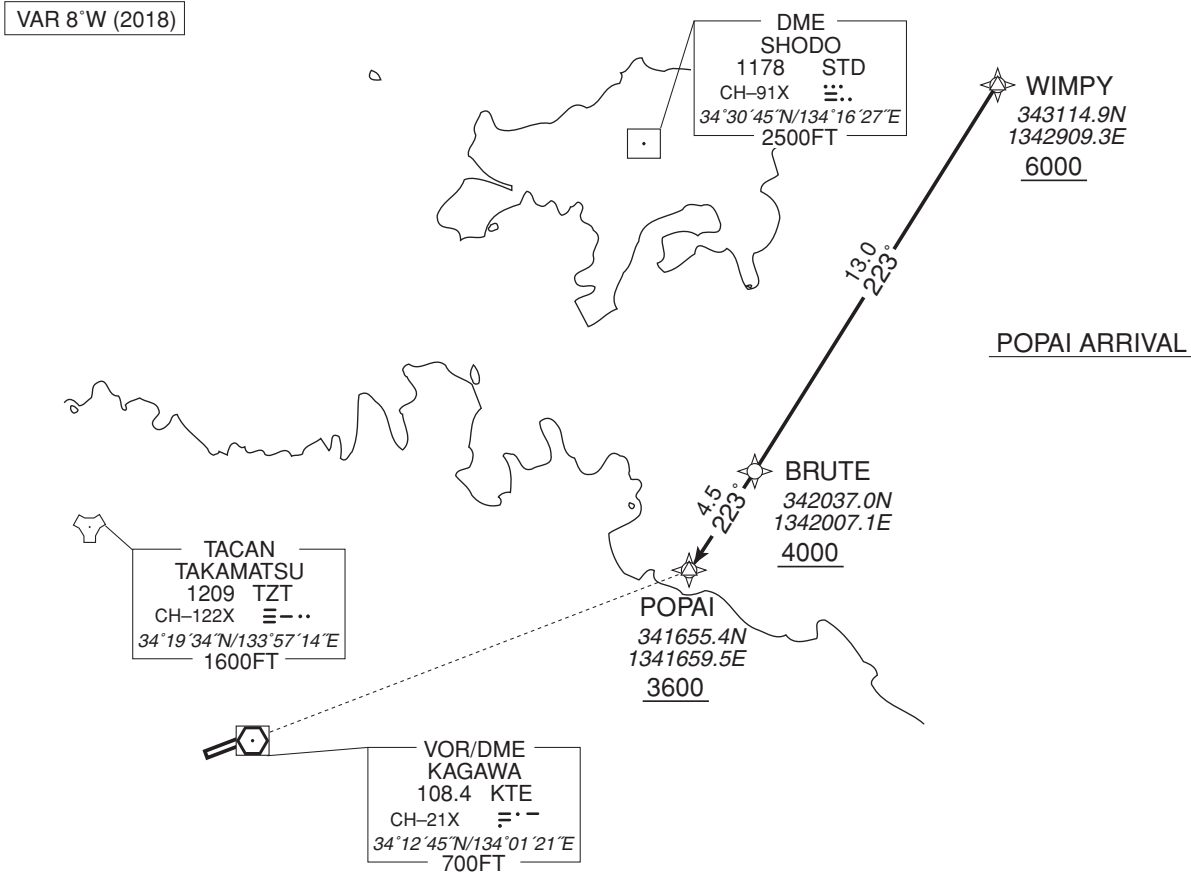 VAR 8°W (2018)
DME
SHODO
1178 STD
CH–91X
34°30´45˝N/134°16´27˝E
2500FT
WIMPY
343114.9N
1342909.3E
6000
13.0
223°
POPAI ARRIVAL
BRUTE
342037.0N
1342007.1E
4000
4.5
223°
POPAI
341655.4N
1341659.5E
3600
TACAN
TAKAMATSU
1209 TZT
CH–122X
34°19´34˝N/133°57´14˝E
1600FT
VOR/DME
KAGAWA
108.4 KTE
CH–21X
34°12´45˝N/134°01´21˝E
700FT